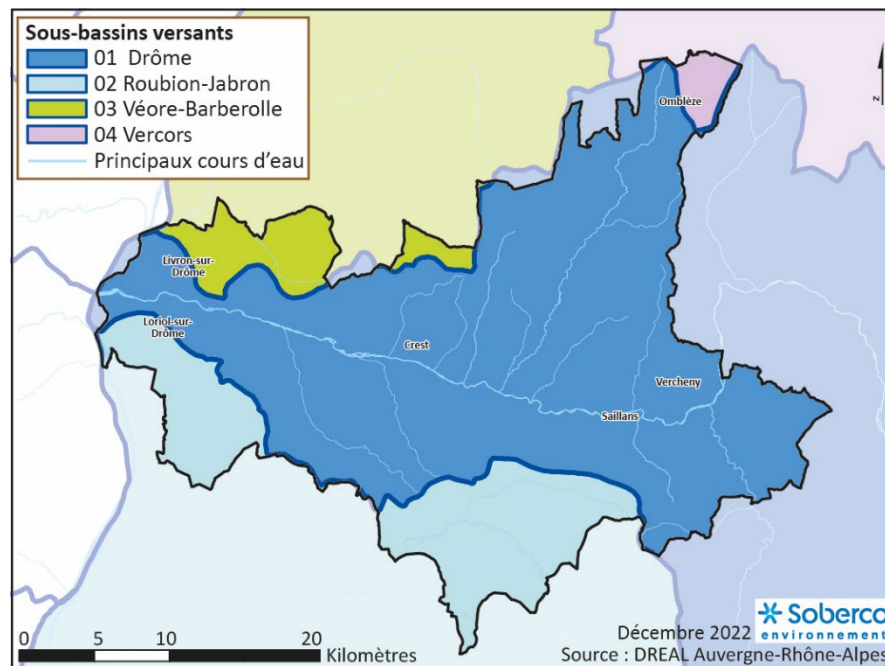 Sous-bassins versants
01 Drôme
02 Roubion-Jabron
03 Véore-Barberolle
04 Vercors
Principaux cours d'eau
Omblèze
z
Livron-sur-
Drôme
Loriol-sur-
Drôme
Crest
Vercheny
Saillans
0 5 10 20
Kilomètres
Décembre 2022
Soberco
environnement
Source : DREAL Auvergne-Rhône-Alpes